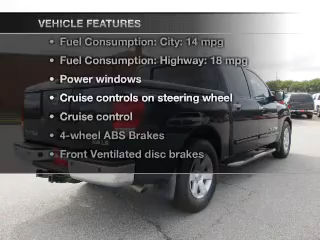 VEHICLE FEATURES
• Fuel Consumption: City: 14 mpg
• Fuel Consumption: Highway: 18 mpg
• Power windows
• Cruise controls on steering wheel
• Cruise control
• 4-wheel ABS Brakes
• Front Ventilated disc brakes